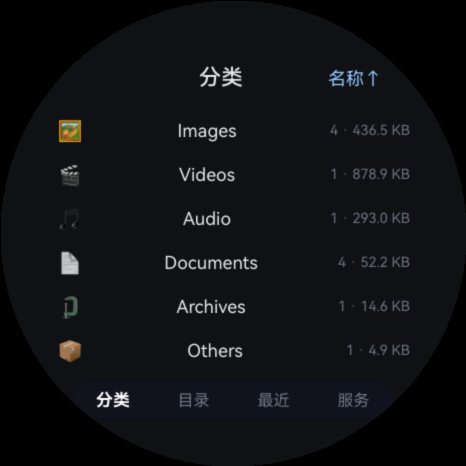 分类 名称↑
Images 4 · 436.5 KB
Videos 1 · 878.9 KB
Audio 1 · 293.0 KB
Documents 4 · 52.2 KB
Archives 1 · 14.6 KB
Others 1 · 4.9 KB
分类 目录 最近 服务